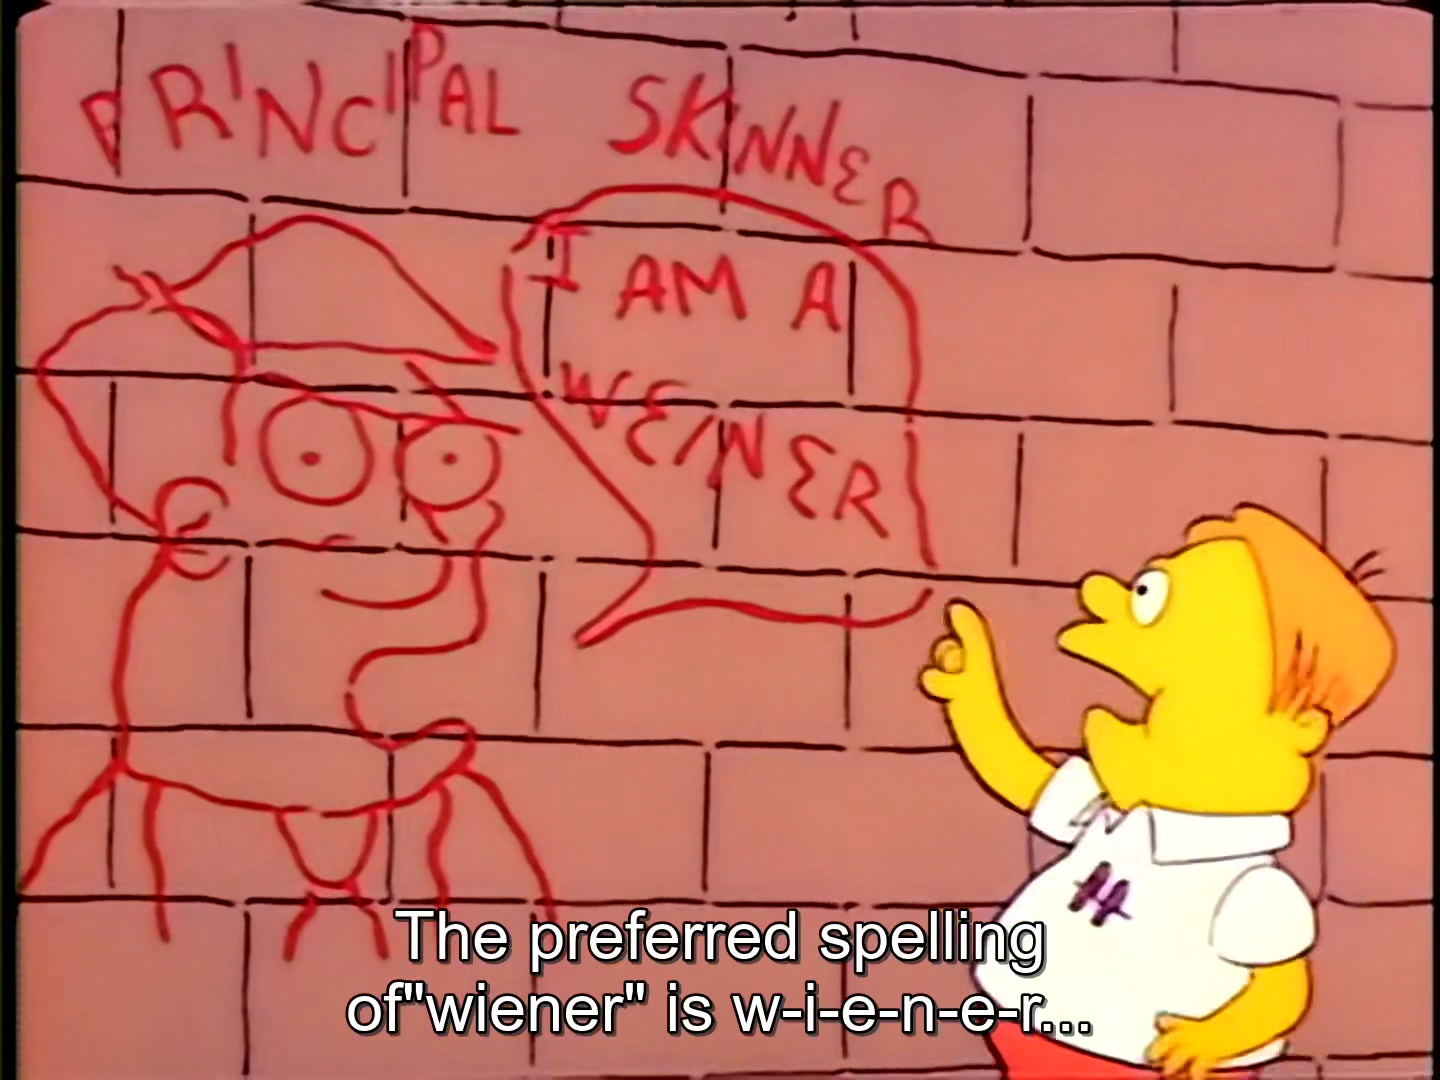 PRINCIPAL SKINNER
I AM A
WEINER
The preferred spelling
of"wiener" is w-i-e-n-e-r...